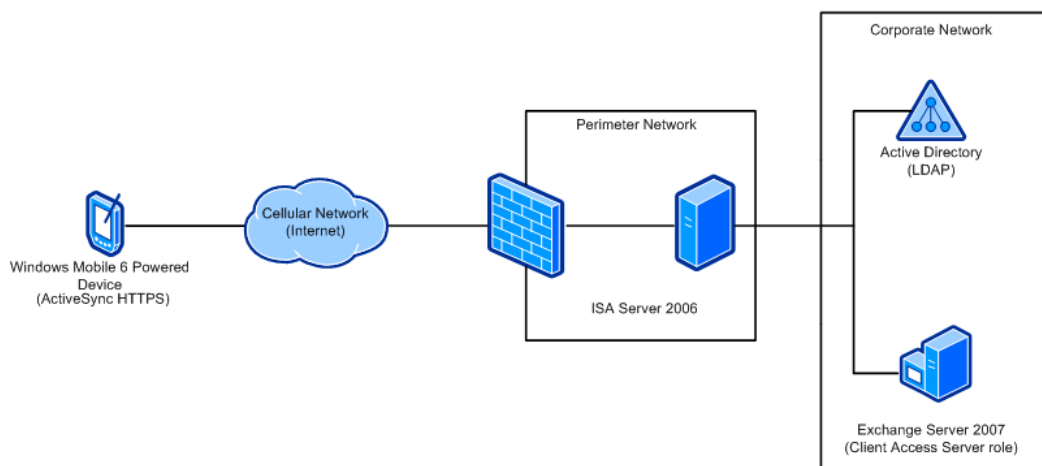 Corporate Network
Perimeter Network
Active Directory
(LDAP)
Cellular Network
(Internet)
Windows Mobile 6 Powered
Device
(ActiveSync HTTPS)
ISA Server 2006
Exchange Server 2007
(Client Access Server role)